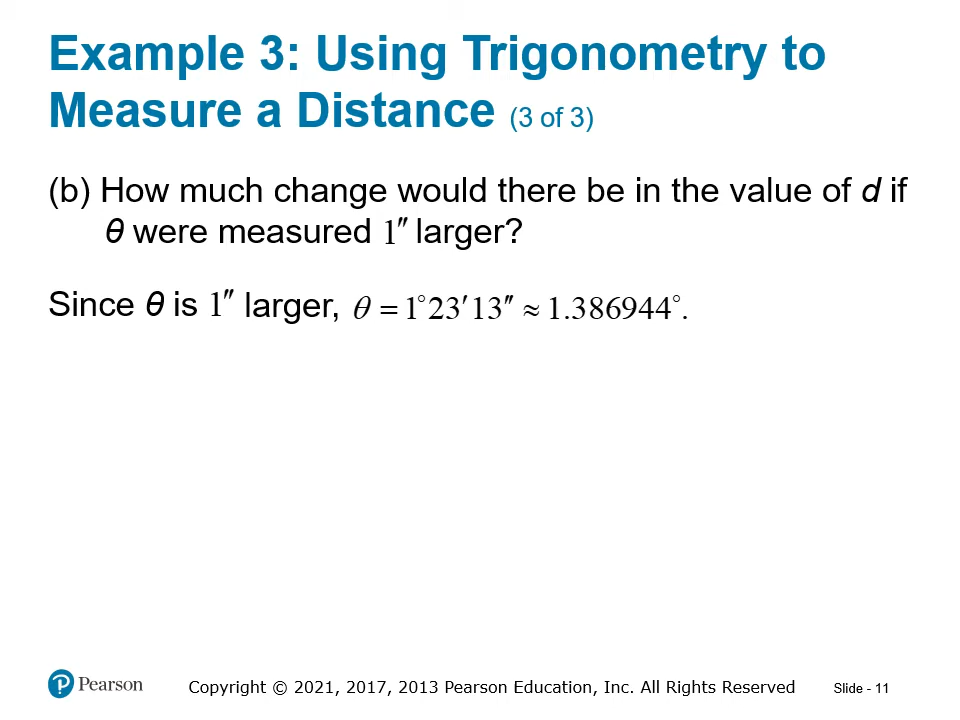 Example 3: Using Trigonometry to
Measure a Distance (3 of 3)
(b) How much change would there be in the value of d if
θ were measured 1″ larger?
Since θ is 1″ larger, θ = 1°23′13″ ≈ 1.386944°.
Pearson
Copyright © 2021, 2017, 2013 Pearson Education, Inc. All Rights Reserved
Slide - 11